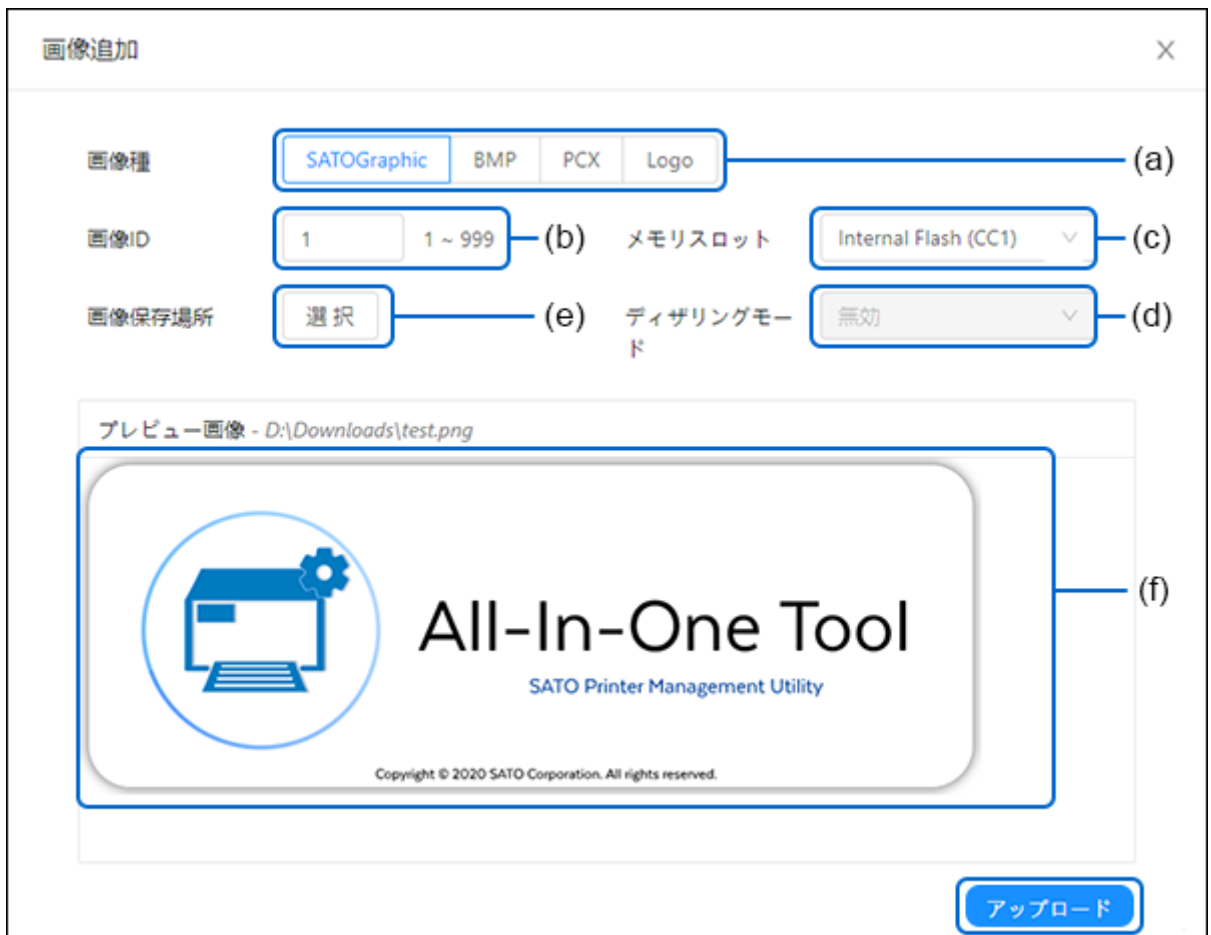 画像追加
画像種 SATOGraphic BMP PCX Logo (a)
画像ID 1 1 ~ 999 (b) メモリスロット Internal Flash (CC1) (c)
画像保存場所 選択 (e) ディザリングモー
ド 無効 (d)
プレビュー画像 - D:\Downloads\test.png
All-In-One Tool
(f)
SATO Printer Management Utility
Copyright © 2020 SATO Corporation. All rights reserved.
アップロード